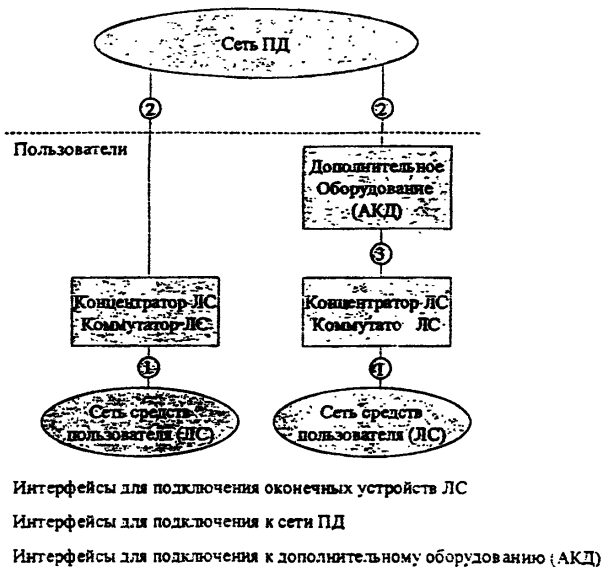 Сеть ПД
2 2
Пользователи
Дополнительное
Оборудование
(АКД)
3
Концентратор ЛС
Коммутатор ЛС
Концентратор ЛС
Коммутато ЛС
1 1
Сеть средств
пользователя (ЛС)
Сеть средств
пользователя (ЛС)
Интерфейсы для подключения оконечных устройств ЛС
Интерфейсы для подключения к сети ПД
Интерфейсы для подключения к дополнительному оборудованию (АКД)